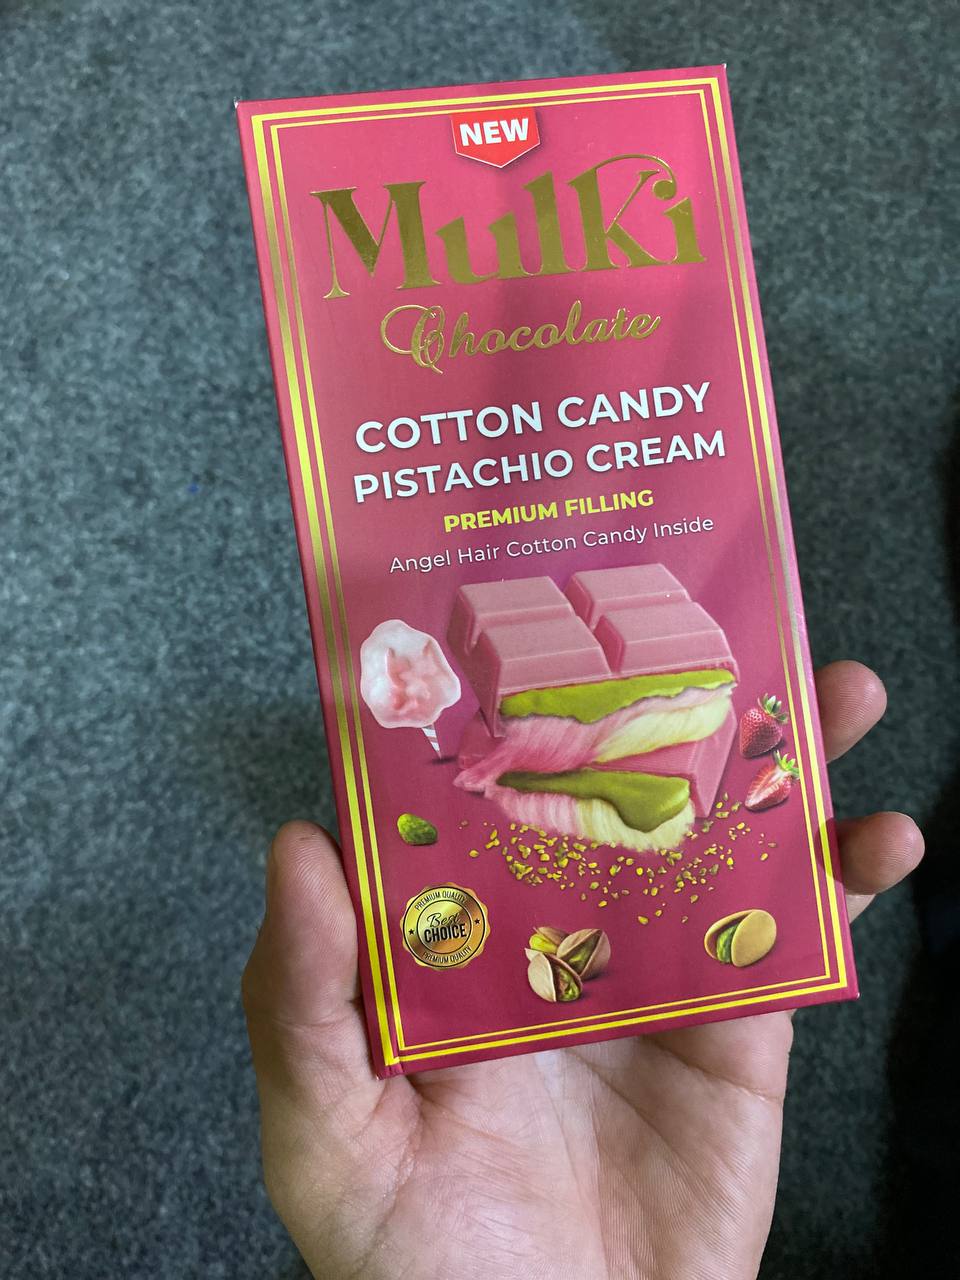 NEW
Mulki
Chocolate
COTTON CANDY
PISTACHIO CREAM
PREMIUM FILLING
Angel Hair Cotton Candy Inside
PREMIUM QUALITY
Best
CHOICE
PREMIUM QUALITY